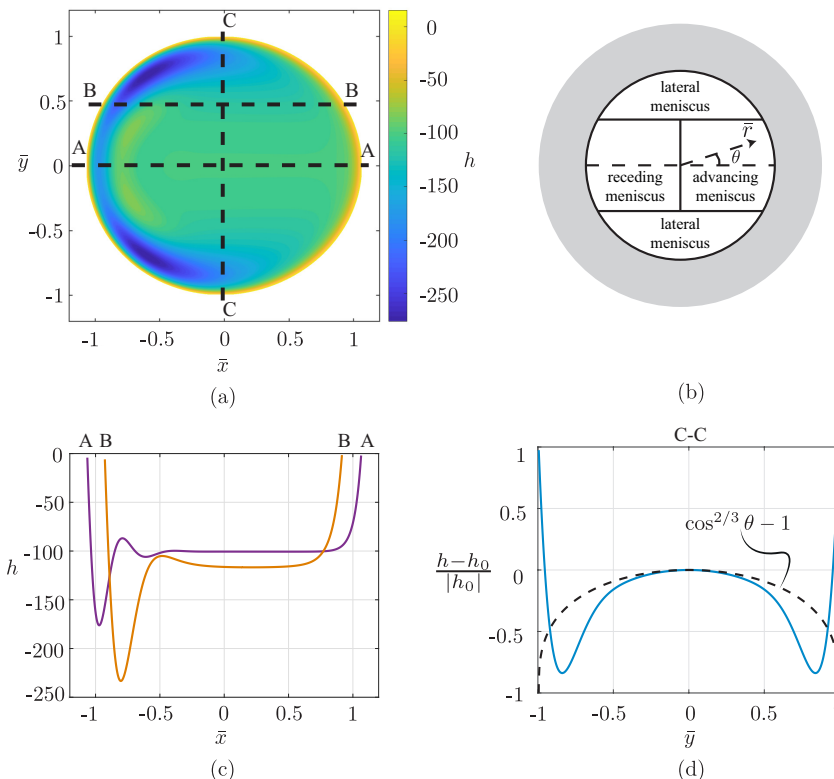 C
1
0.5
0
-0.5
-1
ȳ
B B
A A
C
-1 -0.5 0 0.5 1
x̄
0
-50
-100
-150
-200
-250
h
(a)
lateral
meniscus
r̄
θ
receding
meniscus
advancing
meniscus
lateral
meniscus
(b)
A B B A
0
-50
-100
-150
-200
-250
h
-1 -0.5 0 0.5 1
x̄
(c)
C-C
1
0.5
0
-0.5
-1
h−h₀
|h₀|
cos^{2/3} θ − 1
-1 -0.5 0 0.5
ȳ
(d)